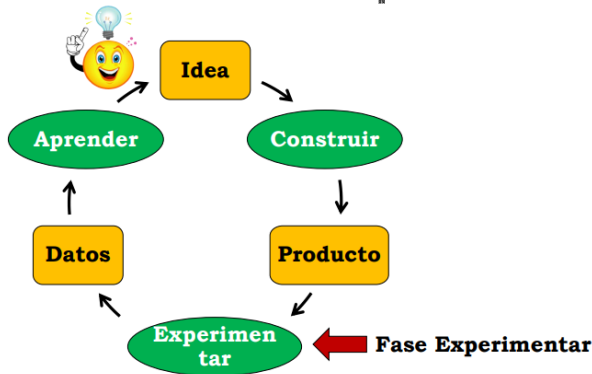 Idea
Aprender
Construir
Datos
Producto
Experimen
tar
Fase Experimentar